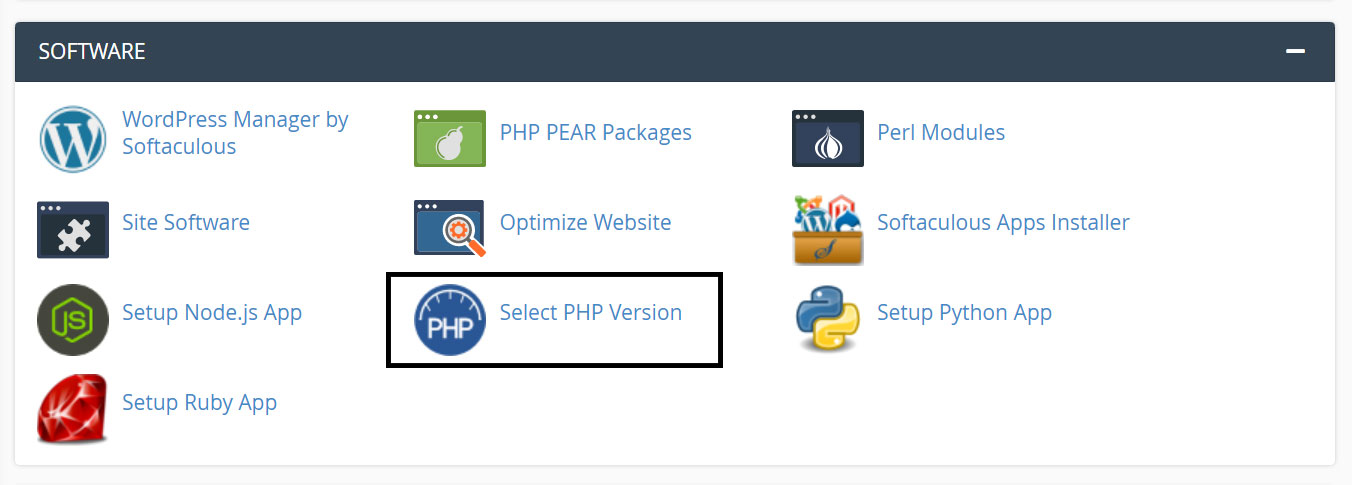 SOFTWARE
WordPress Manager by
Softaculous
PHP PEAR Packages
Perl Modules
Site Software
Optimize Website
Softaculous Apps Installer
JS
Setup Node.js App
PHP
Select PHP Version
Setup Python App
Setup Ruby App